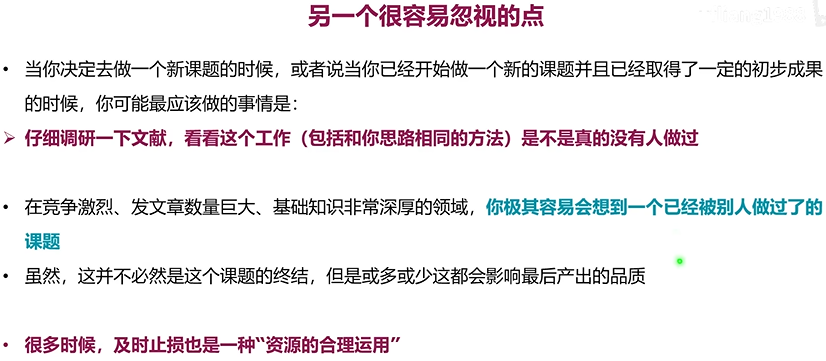 另一个很容易忽视的点
• 当你决定去做一个新课题的时候，或者说当你已经开始做一个新的课题并且已经取得了一定的初步成果
的时候，你可能最应该做的事情是：
➢ 仔细调研一下文献，看看这个工作（包括和你思路相同的方法）是不是真的没有人做过
• 在竞争激烈、发文章数量巨大、基础知识非常深厚的领域，你极其容易会想到一个已经被别人做过了的
课题
• 虽然，这并不必然是这个课题的终结，但是或多或少这都会影响最后产出的品质
• 很多时候，及时止损也是一种“资源的合理运用”